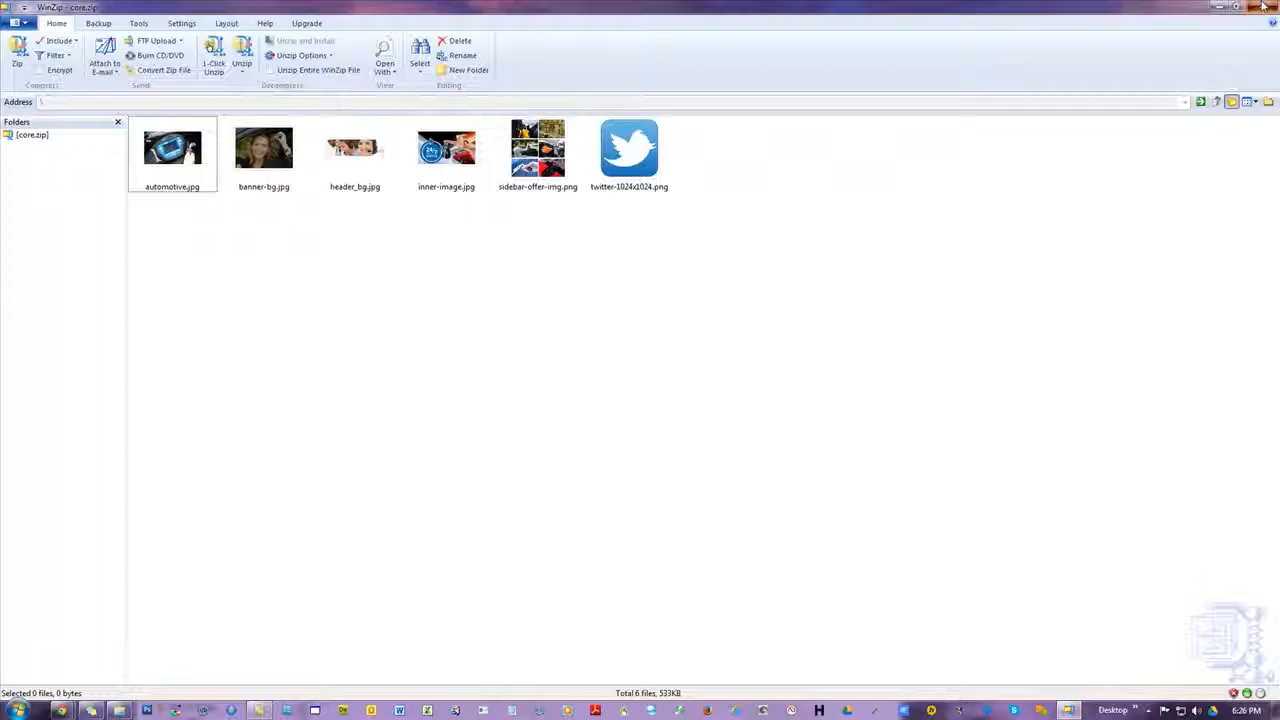 WinZip - core.zip
Home Backup Tools Settings Layout Help Upgrade
Zip
Include
Filter
Encrypt
Compress
Attach to E-mail
FTP Upload
Burn CD/DVD
Convert Zip File
Send
1-Click Unzip
Unzip
Unzip and Install
Unzip Options
Unzip Entire WinZip File
Decompress
Open With
View
Select
Delete
Rename
New Folder
Editing
Address \
Folders
[core.zip]
automotive.jpg
banner-bg.jpg
header_bg.jpg
inner-image.jpg
sidebar-offer-img.png
twitter-1024x1024.png
Selected 0 files, 0 bytes
Total 6 files, 533KB
Desktop
6:26 PM